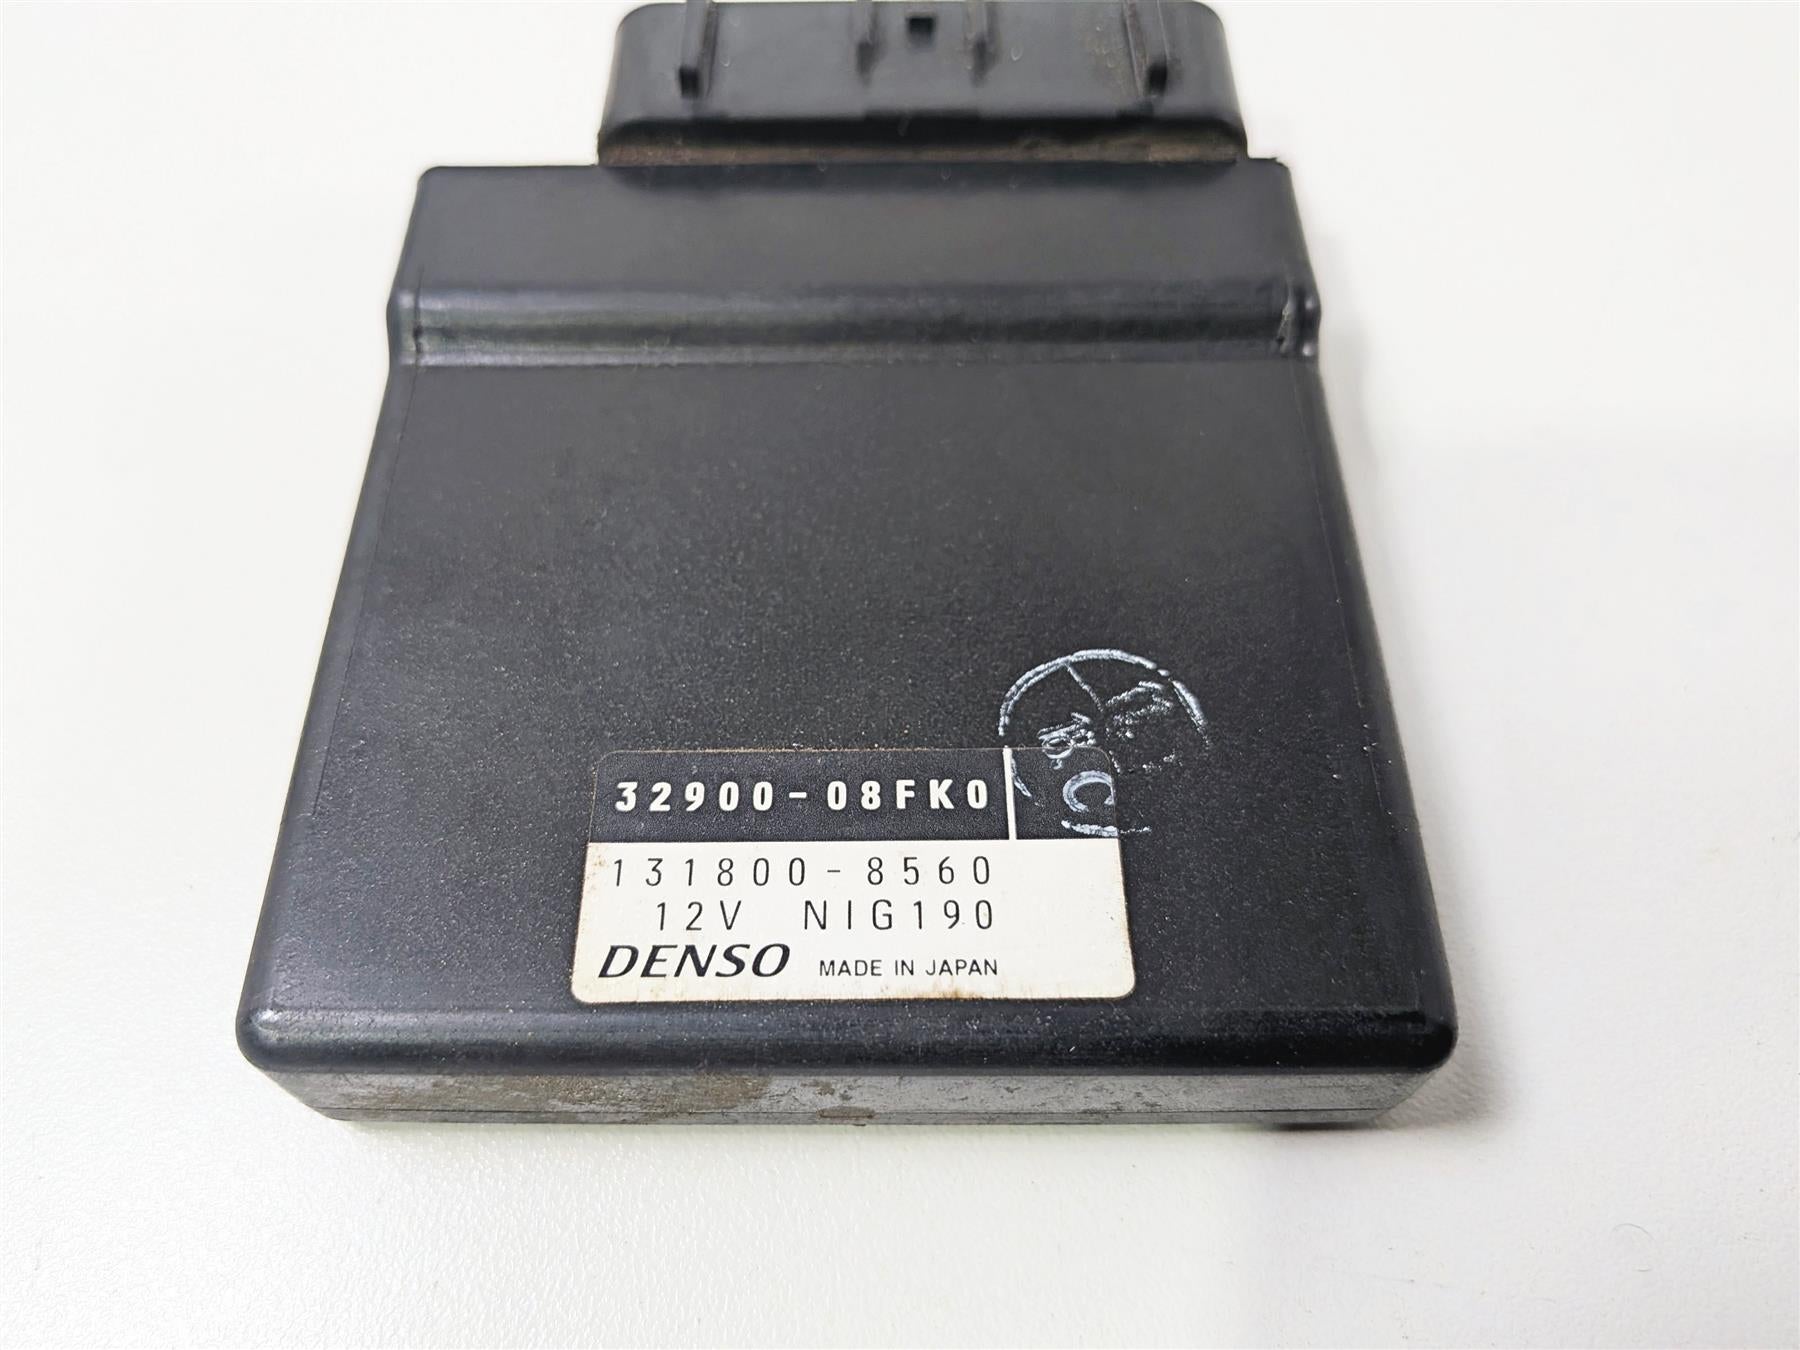 32900-08FK0
131800-8560
12V NIG190
DENSO MADE IN JAPAN